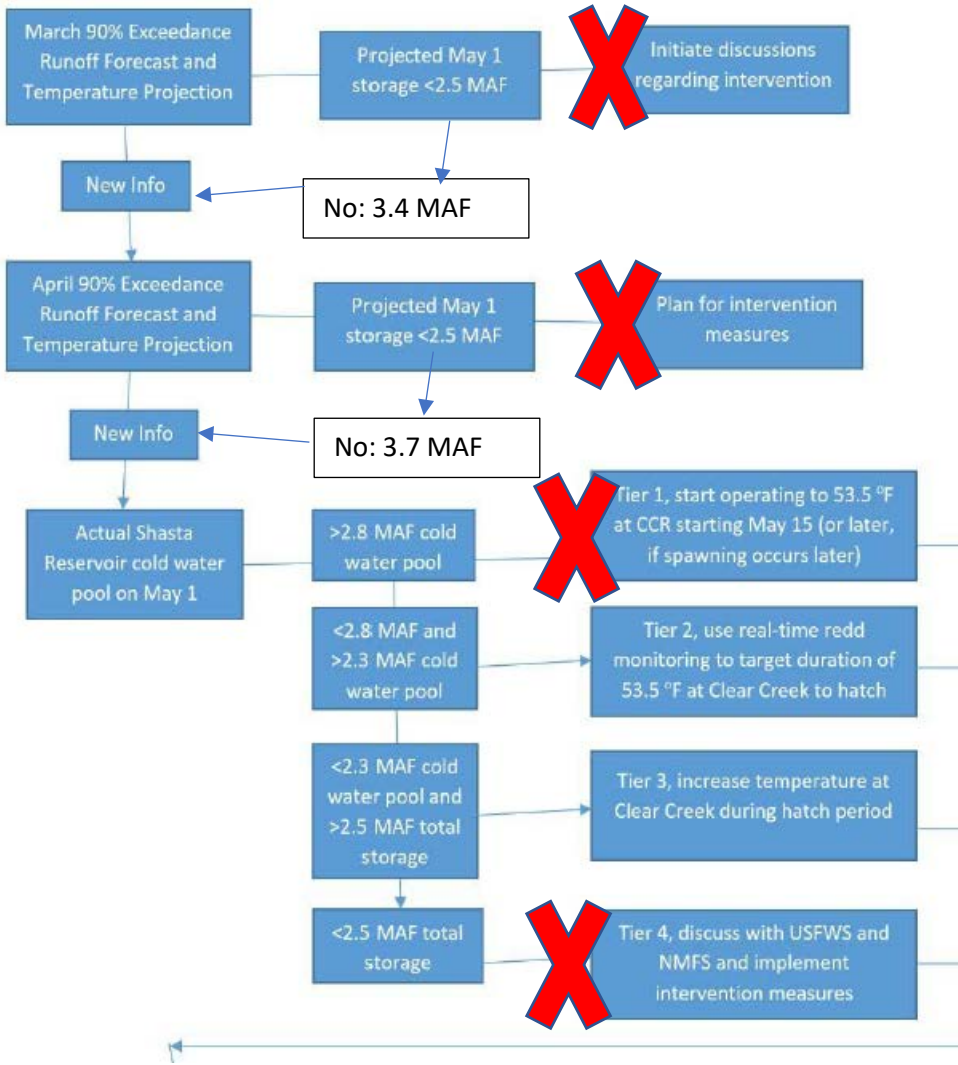 March 90% Exceedance
Runoff Forecast and
Temperature Projection
Projected May 1
storage <2.5 MAF
Initiate discussions
regarding intervention
New Info
No: 3.4 MAF
April 90% Exceedance
Runoff Forecast and
Temperature Projection
Projected May 1
storage <2.5 MAF
Plan for intervention
measures
New Info
No: 3.7 MAF
Actual Shasta
Reservoir cold water
pool on May 1
>2.8 MAF cold
water pool
Tier 1, start operating to 53.5 °F
at CCR starting May 15 (or later,
if spawning occurs later)
<2.8 MAF and
>2.3 MAF cold
water pool
Tier 2, use real-time redd
monitoring to target duration of
53.5 °F at Clear Creek to hatch
<2.3 MAF cold
water pool and
>2.5 MAF total
storage
Tier 3, increase temperature at
Clear Creek during hatch period
<2.5 MAF total
storage
Tier 4, discuss with USFWS and
NMFS and implement
intervention measures